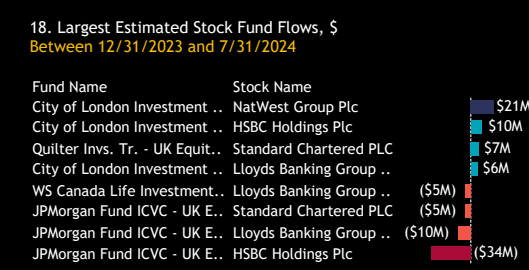 18. Largest Estimated Stock Fund Flows, $
Between 12/31/2023 and 7/31/2024
Fund Name Stock Name
City of London Investment .. NatWest Group Plc $21M
City of London Investment .. HSBC Holdings Plc $10M
Quilter Invs. Tr. - UK Equit.. Standard Chartered PLC $7M
City of London Investment .. Lloyds Banking Group .. $6M
WS Canada Life Investment.. Lloyds Banking Group .. ($5M)
JPMorgan Fund ICVC - UK E.. Standard Chartered PLC ($5M)
JPMorgan Fund ICVC - UK E.. Lloyds Banking Group .. ($10M)
JPMorgan Fund ICVC - UK E.. HSBC Holdings Plc ($34M)